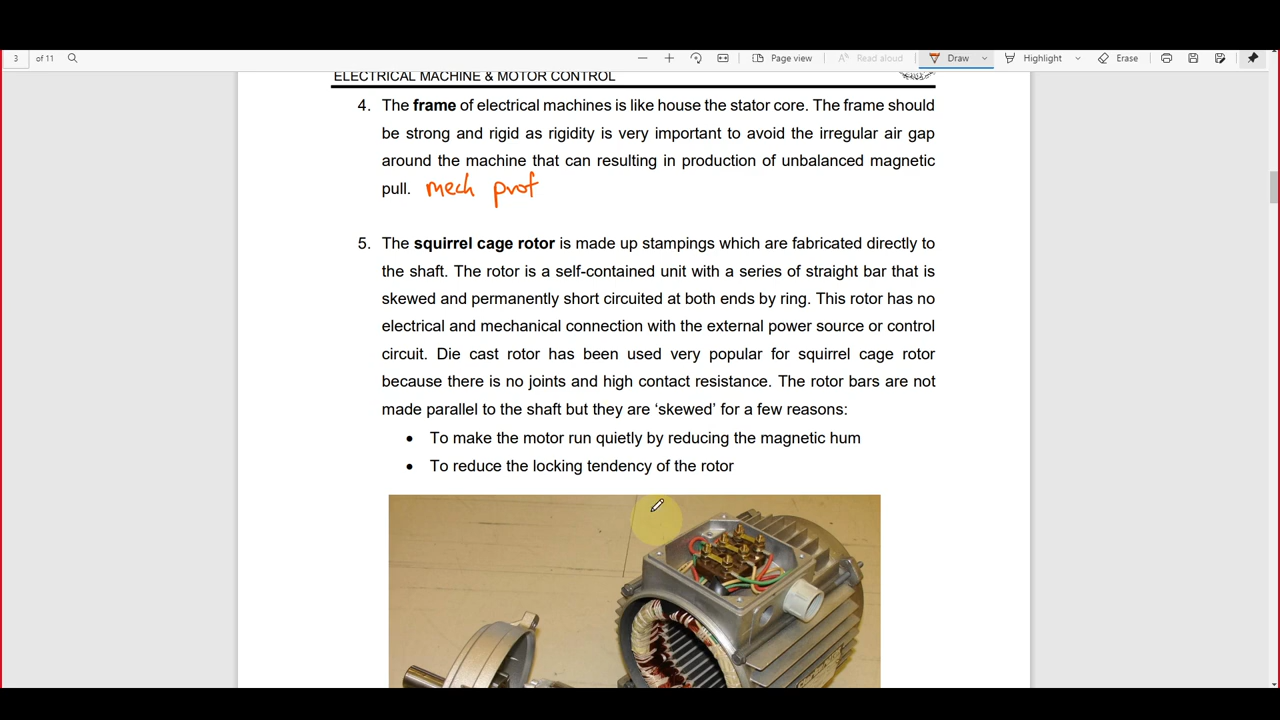 3 of 11 Page view Read aloud Draw Highlight Erase
ELECTRICAL MACHINE & MOTOR CONTROL
4. The frame of electrical machines is like house the stator core. The frame should
be strong and rigid as rigidity is very important to avoid the irregular air gap
around the machine that can resulting in production of unbalanced magnetic
pull. mech prot
5. The squirrel cage rotor is made up stampings which are fabricated directly to
the shaft. The rotor is a self-contained unit with a series of straight bar that is
skewed and permanently short circuited at both ends by ring. This rotor has no
electrical and mechanical connection with the external power source or control
circuit. Die cast rotor has been used very popular for squirrel cage rotor
because there is no joints and high contact resistance. The rotor bars are not
made parallel to the shaft but they are ‘skewed’ for a few reasons:
• To make the motor run quietly by reducing the magnetic hum
• To reduce the locking tendency of the rotor